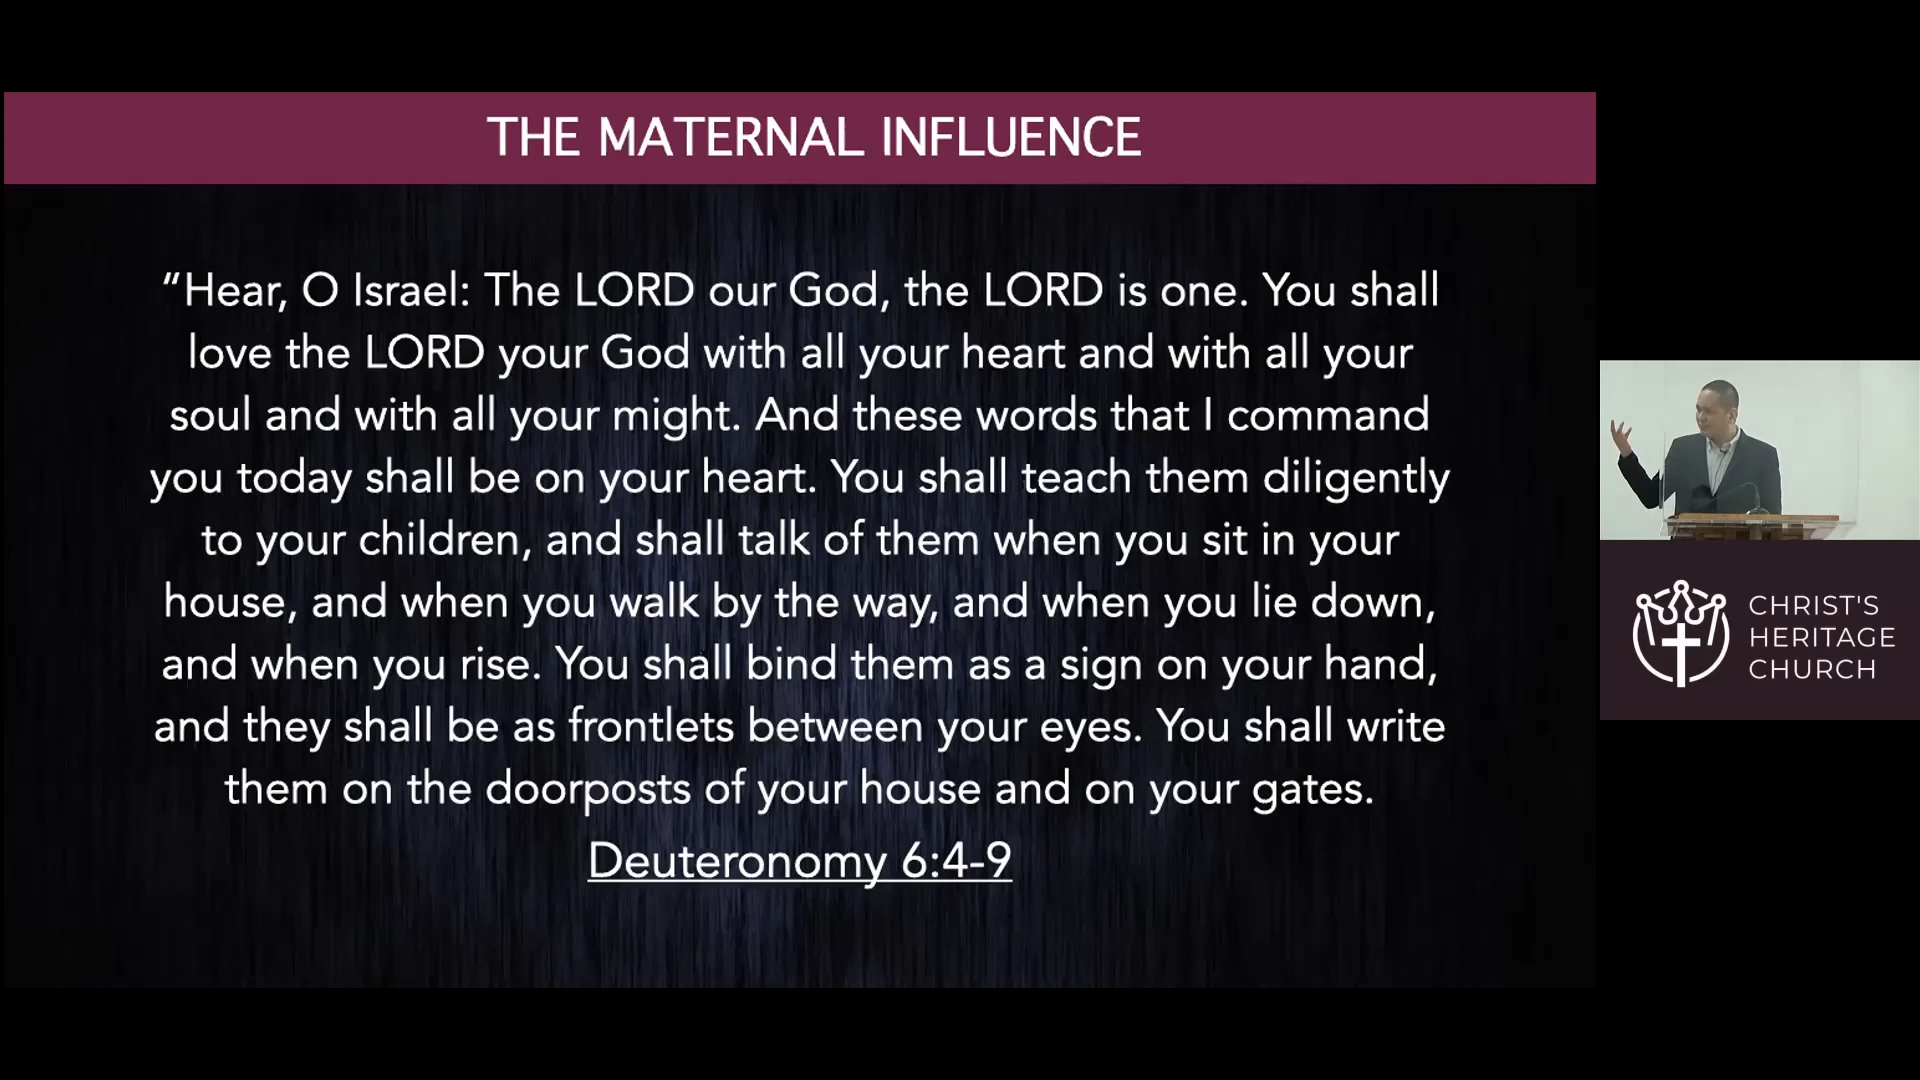 THE MATERNAL INFLUENCE
“Hear, O Israel: The LORD our God, the LORD is one. You shall
love the LORD your God with all your heart and with all your
soul and with all your might. And these words that I command
you today shall be on your heart. You shall teach them diligently
to your children, and shall talk of them when you sit in your
house, and when you walk by the way, and when you lie down,
and when you rise. You shall bind them as a sign on your hand,
and they shall be as frontlets between your eyes. You shall write
them on the doorposts of your house and on your gates.
Deuteronomy 6:4-9
CHRIST'S
HERITAGE
CHURCH